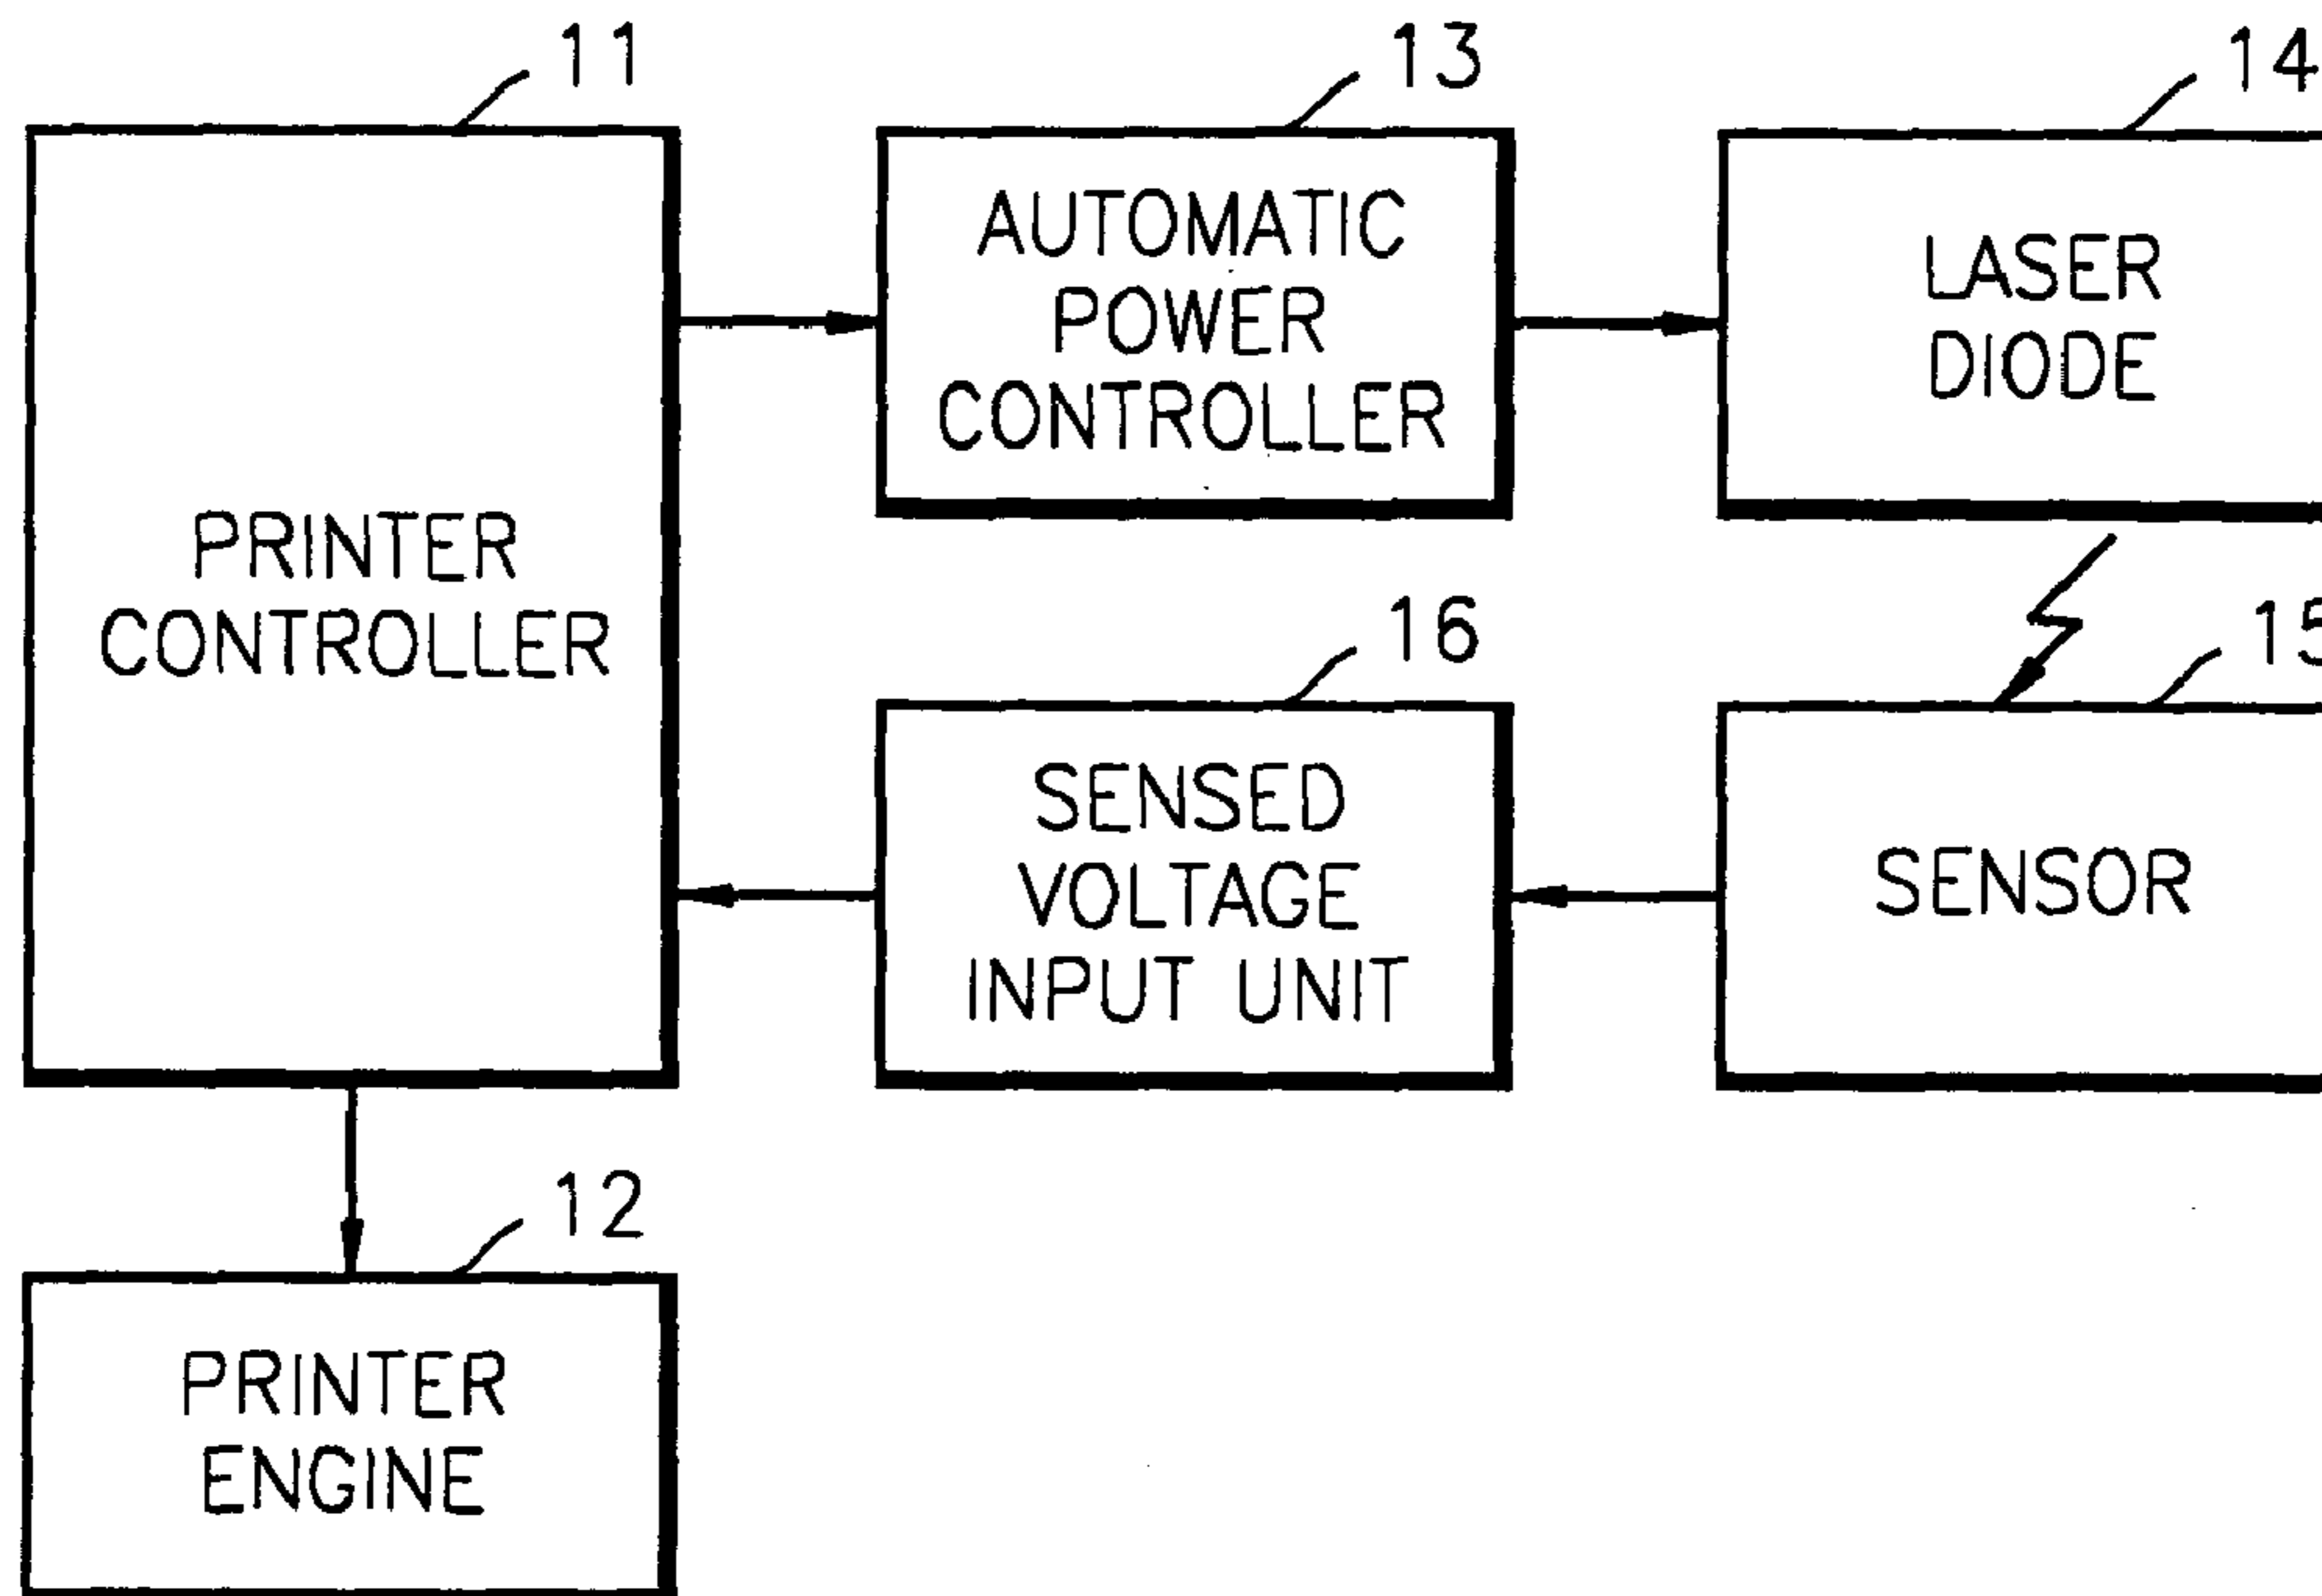 11
13
14
AUTOMATIC
POWER
CONTROLLER
LASER
DIODE
PRINTER
CONTROLLER
16
15
SENSED
VOLTAGE
INPUT UNIT
SENSOR
12
PRINTER
ENGINE